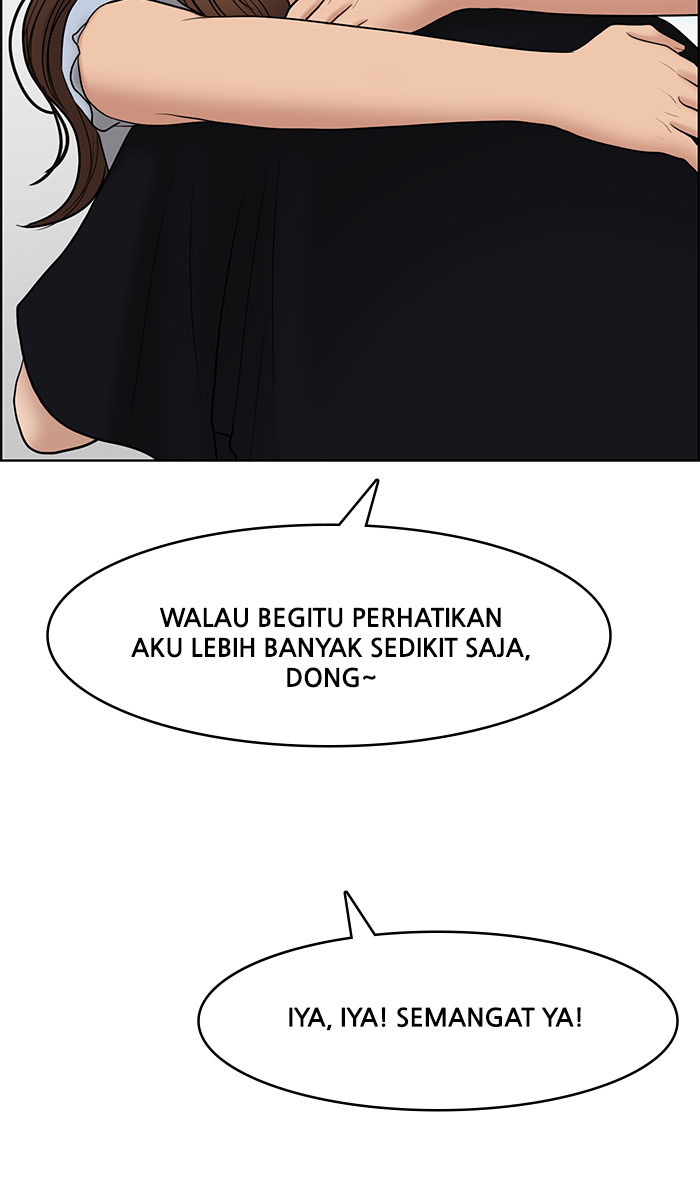 WALAU BEGITU PERHATIKAN
AKU LEBIH BANYAK SEDIKIT SAJA,
DONG~
IYA, IYA! SEMANGAT YA!